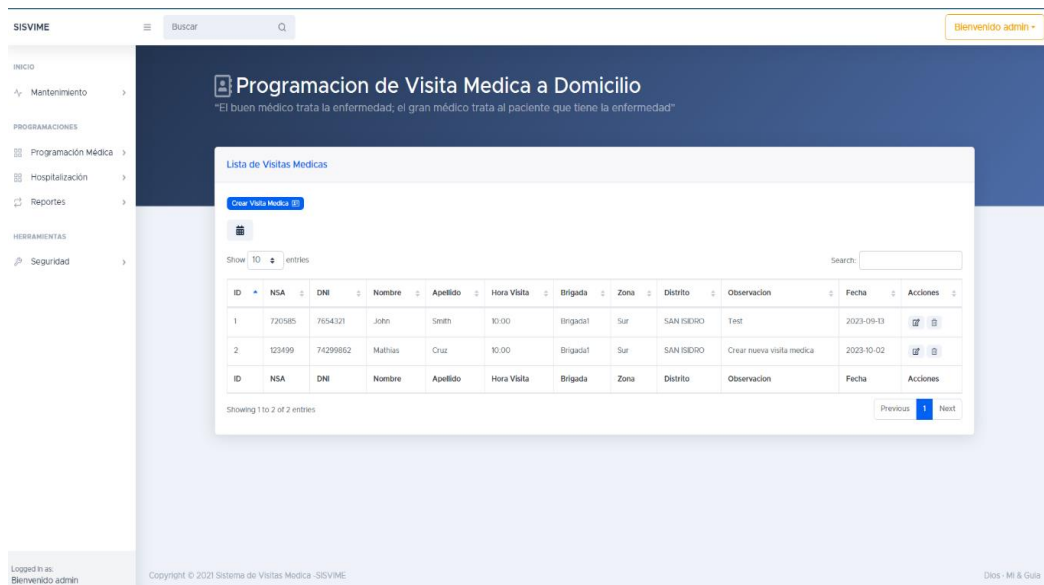 SISVIME
Buscar
Bienvenido admin
INICIO
Mantenimiento
PROGRAMACIONES
Programación Médica
Hospitalización
Reportes
HERRAMIENTAS
Seguridad
Programacion de Visita Medica a Domicilio
"El buen médico trata la enfermedad; el gran médico trata al paciente que tiene la enfermedad"
Lista de Visitas Medicas
Crear Visita Medica
Show 10 entries
Search:
ID NSA DNI Nombre Apellido Hora Visita Brigada Zona Distrito Observacion Fecha Acciones
1 720585 7654321 John Smith 10:00 Brigada1 Sur SAN ISIDRO Test 2023-09-13
2 123499 74299862 Mathias Cruz 10:00 Brigada1 Sur SAN ISIDRO Crear nueva visita medica 2023-10-02
ID NSA DNI Nombre Apellido Hora Visita Brigada Zona Distrito Observacion Fecha Acciones
Showing 1 to 2 of 2 entries
Previous 1 Next
Logged in as:
Bienvenido admin
Copyright © 2021 Sistema de Visitas Medica -SISVIME
Dios - Mi & Guia